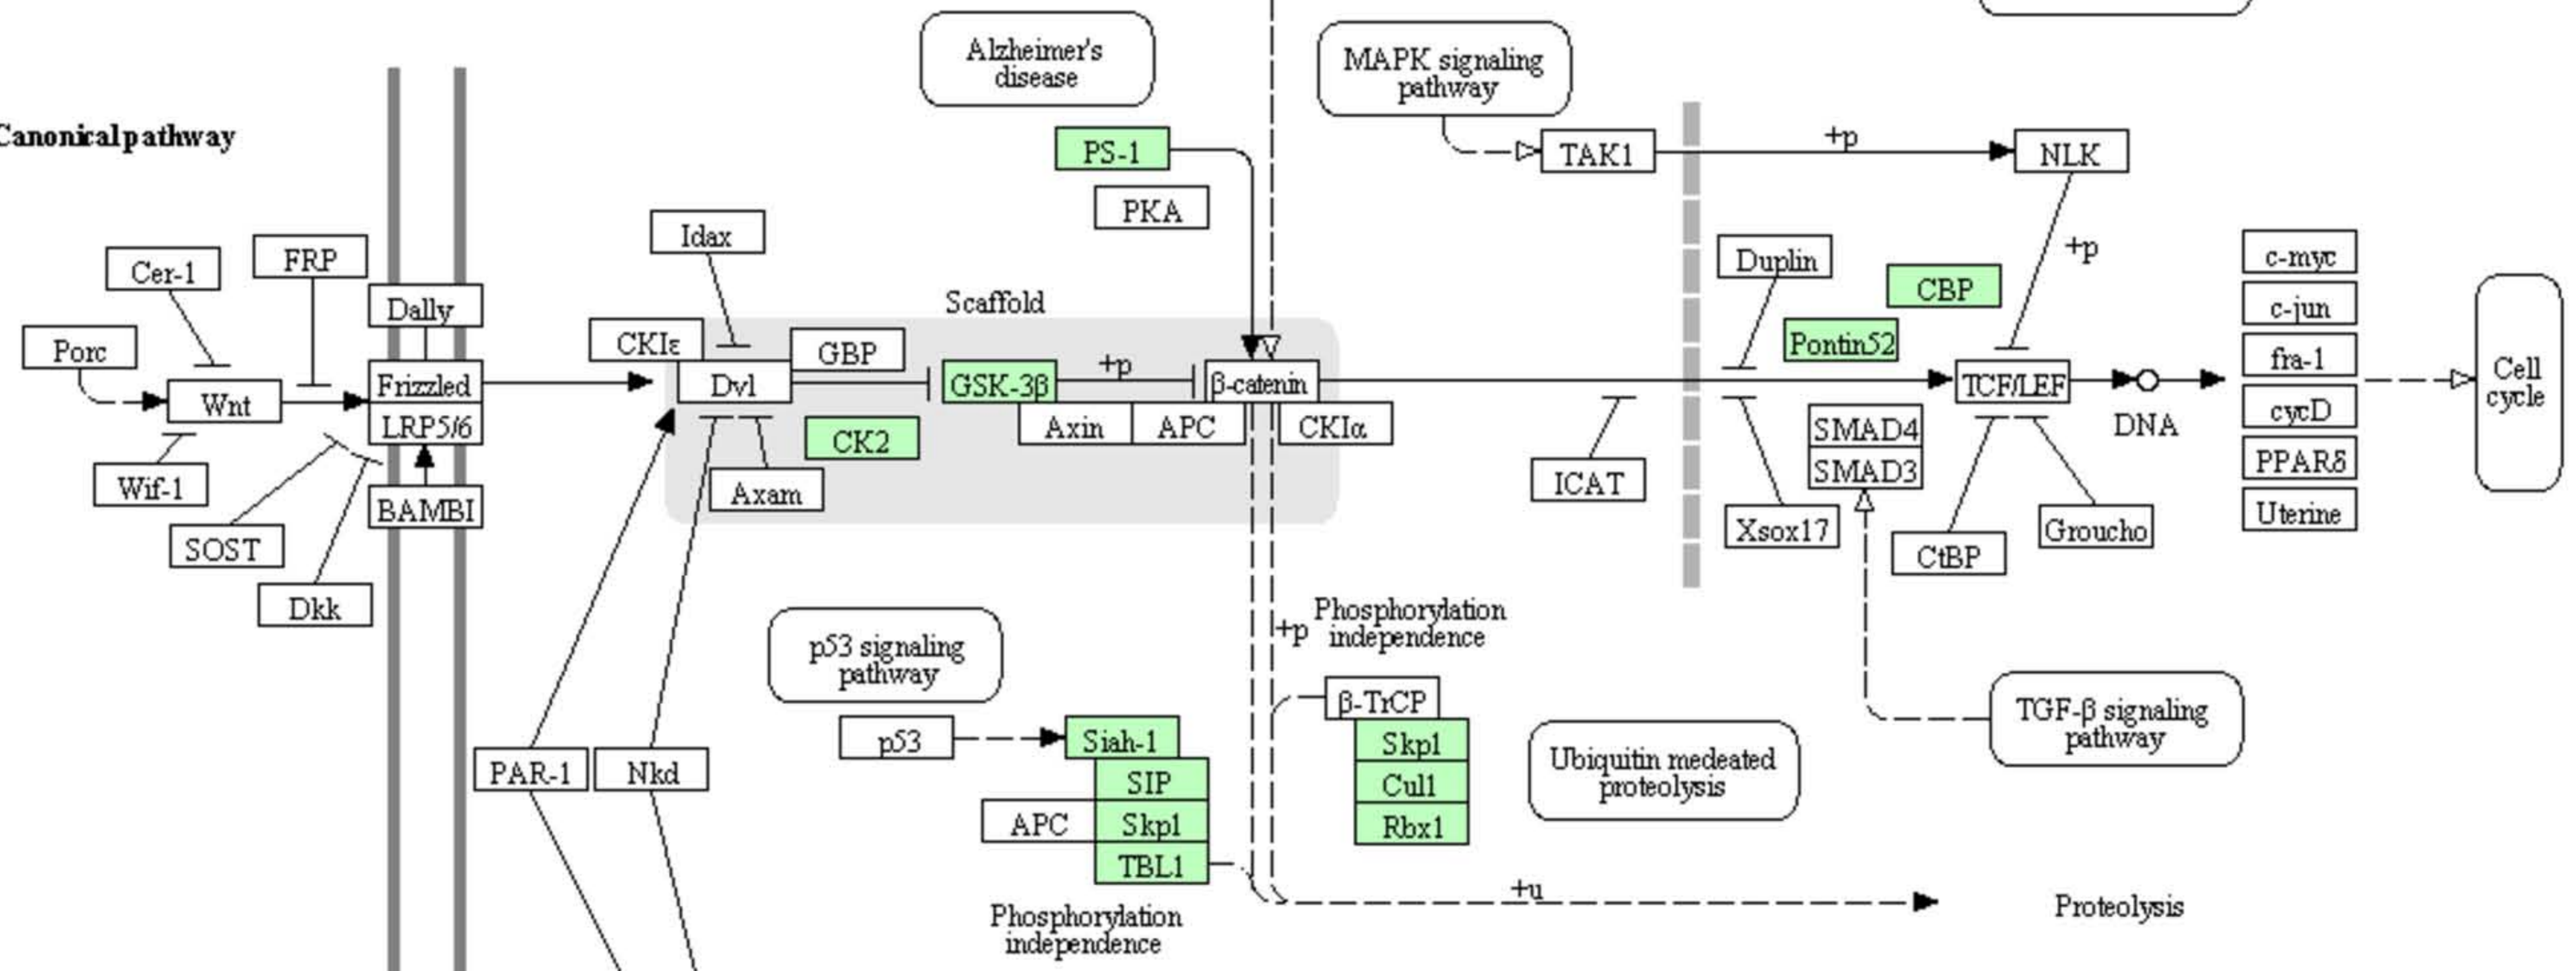 Alzheimer's
disease
MAPK signaling
pathway
Canonical pathway
PS-1
TAK1
+p
NLK
PKA
Idax
Cer-1
FRP
Duplin
+p
c-myc
CBP
Scaffold
Dally
c-jun
Porc
CKIε
GBP
Pontin52
fra-1
Cell
cycle
Wnt
Frizzled
Dvl
GSK-3β
+p
β-catenin
TCF/LEF
DNA
cycD
LRP5/6
CK2
Axin
APC
CKIα
SMAD4
SMAD3
PPARδ
Wif-1
Axam
ICAT
BAMBI
Xsox17
Groucho
Uterine
SOST
CtBP
Dkk
Phosphorylation
independence
+p
p53 signaling
pathway
β-TrCP
TGF-β signaling
pathway
p53
Siah-1
Skp1
PAR-1
Nkd
SIP
Cul1
Ubiquitin medeated
proteolysis
APC
Skp1
Rbx1
TBL1
+u
Proteolysis
Phosphorylation
independence